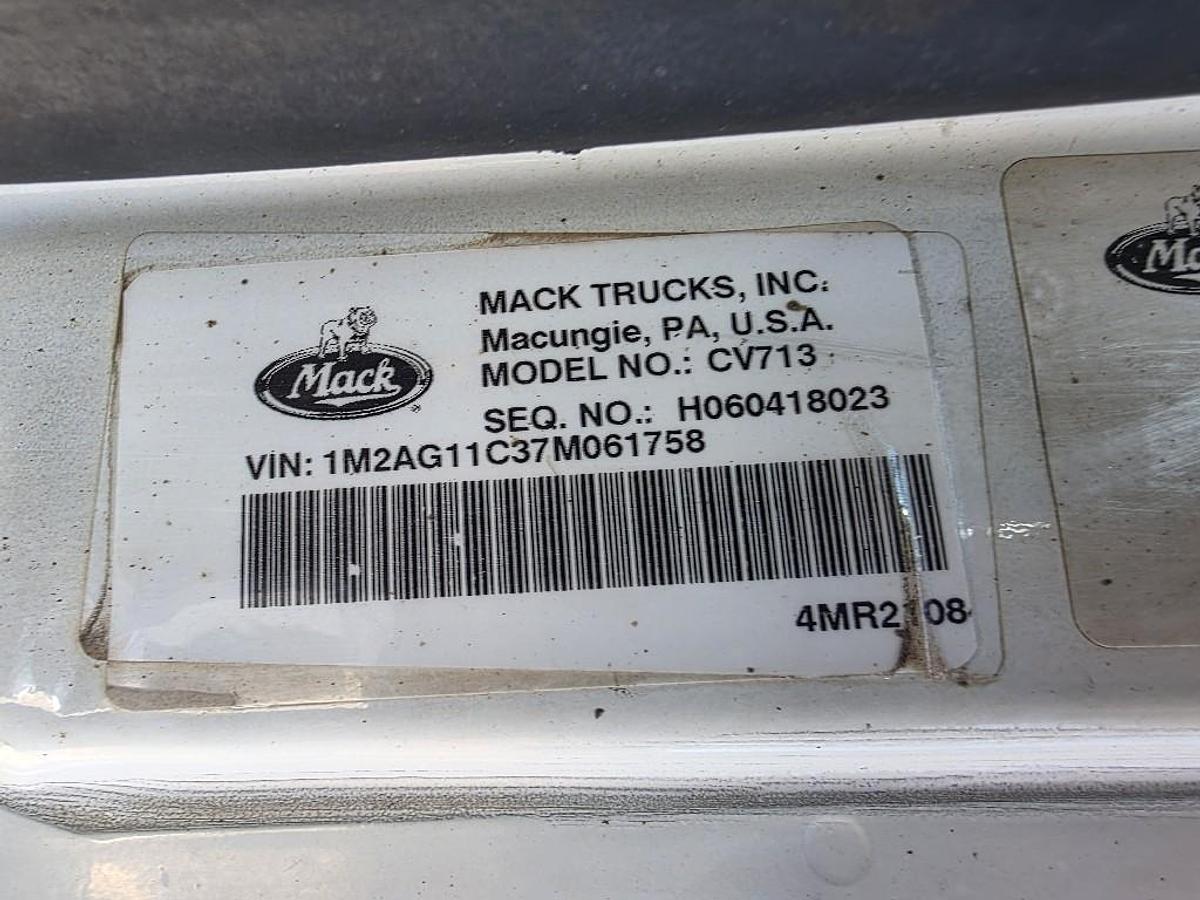 Mack
MACK TRUCKS, INC.
Macungie, PA, U.S.A.
MODEL NO.: CV713
SEQ. NO.: H060418023
VIN: 1M2AG11C37M061758